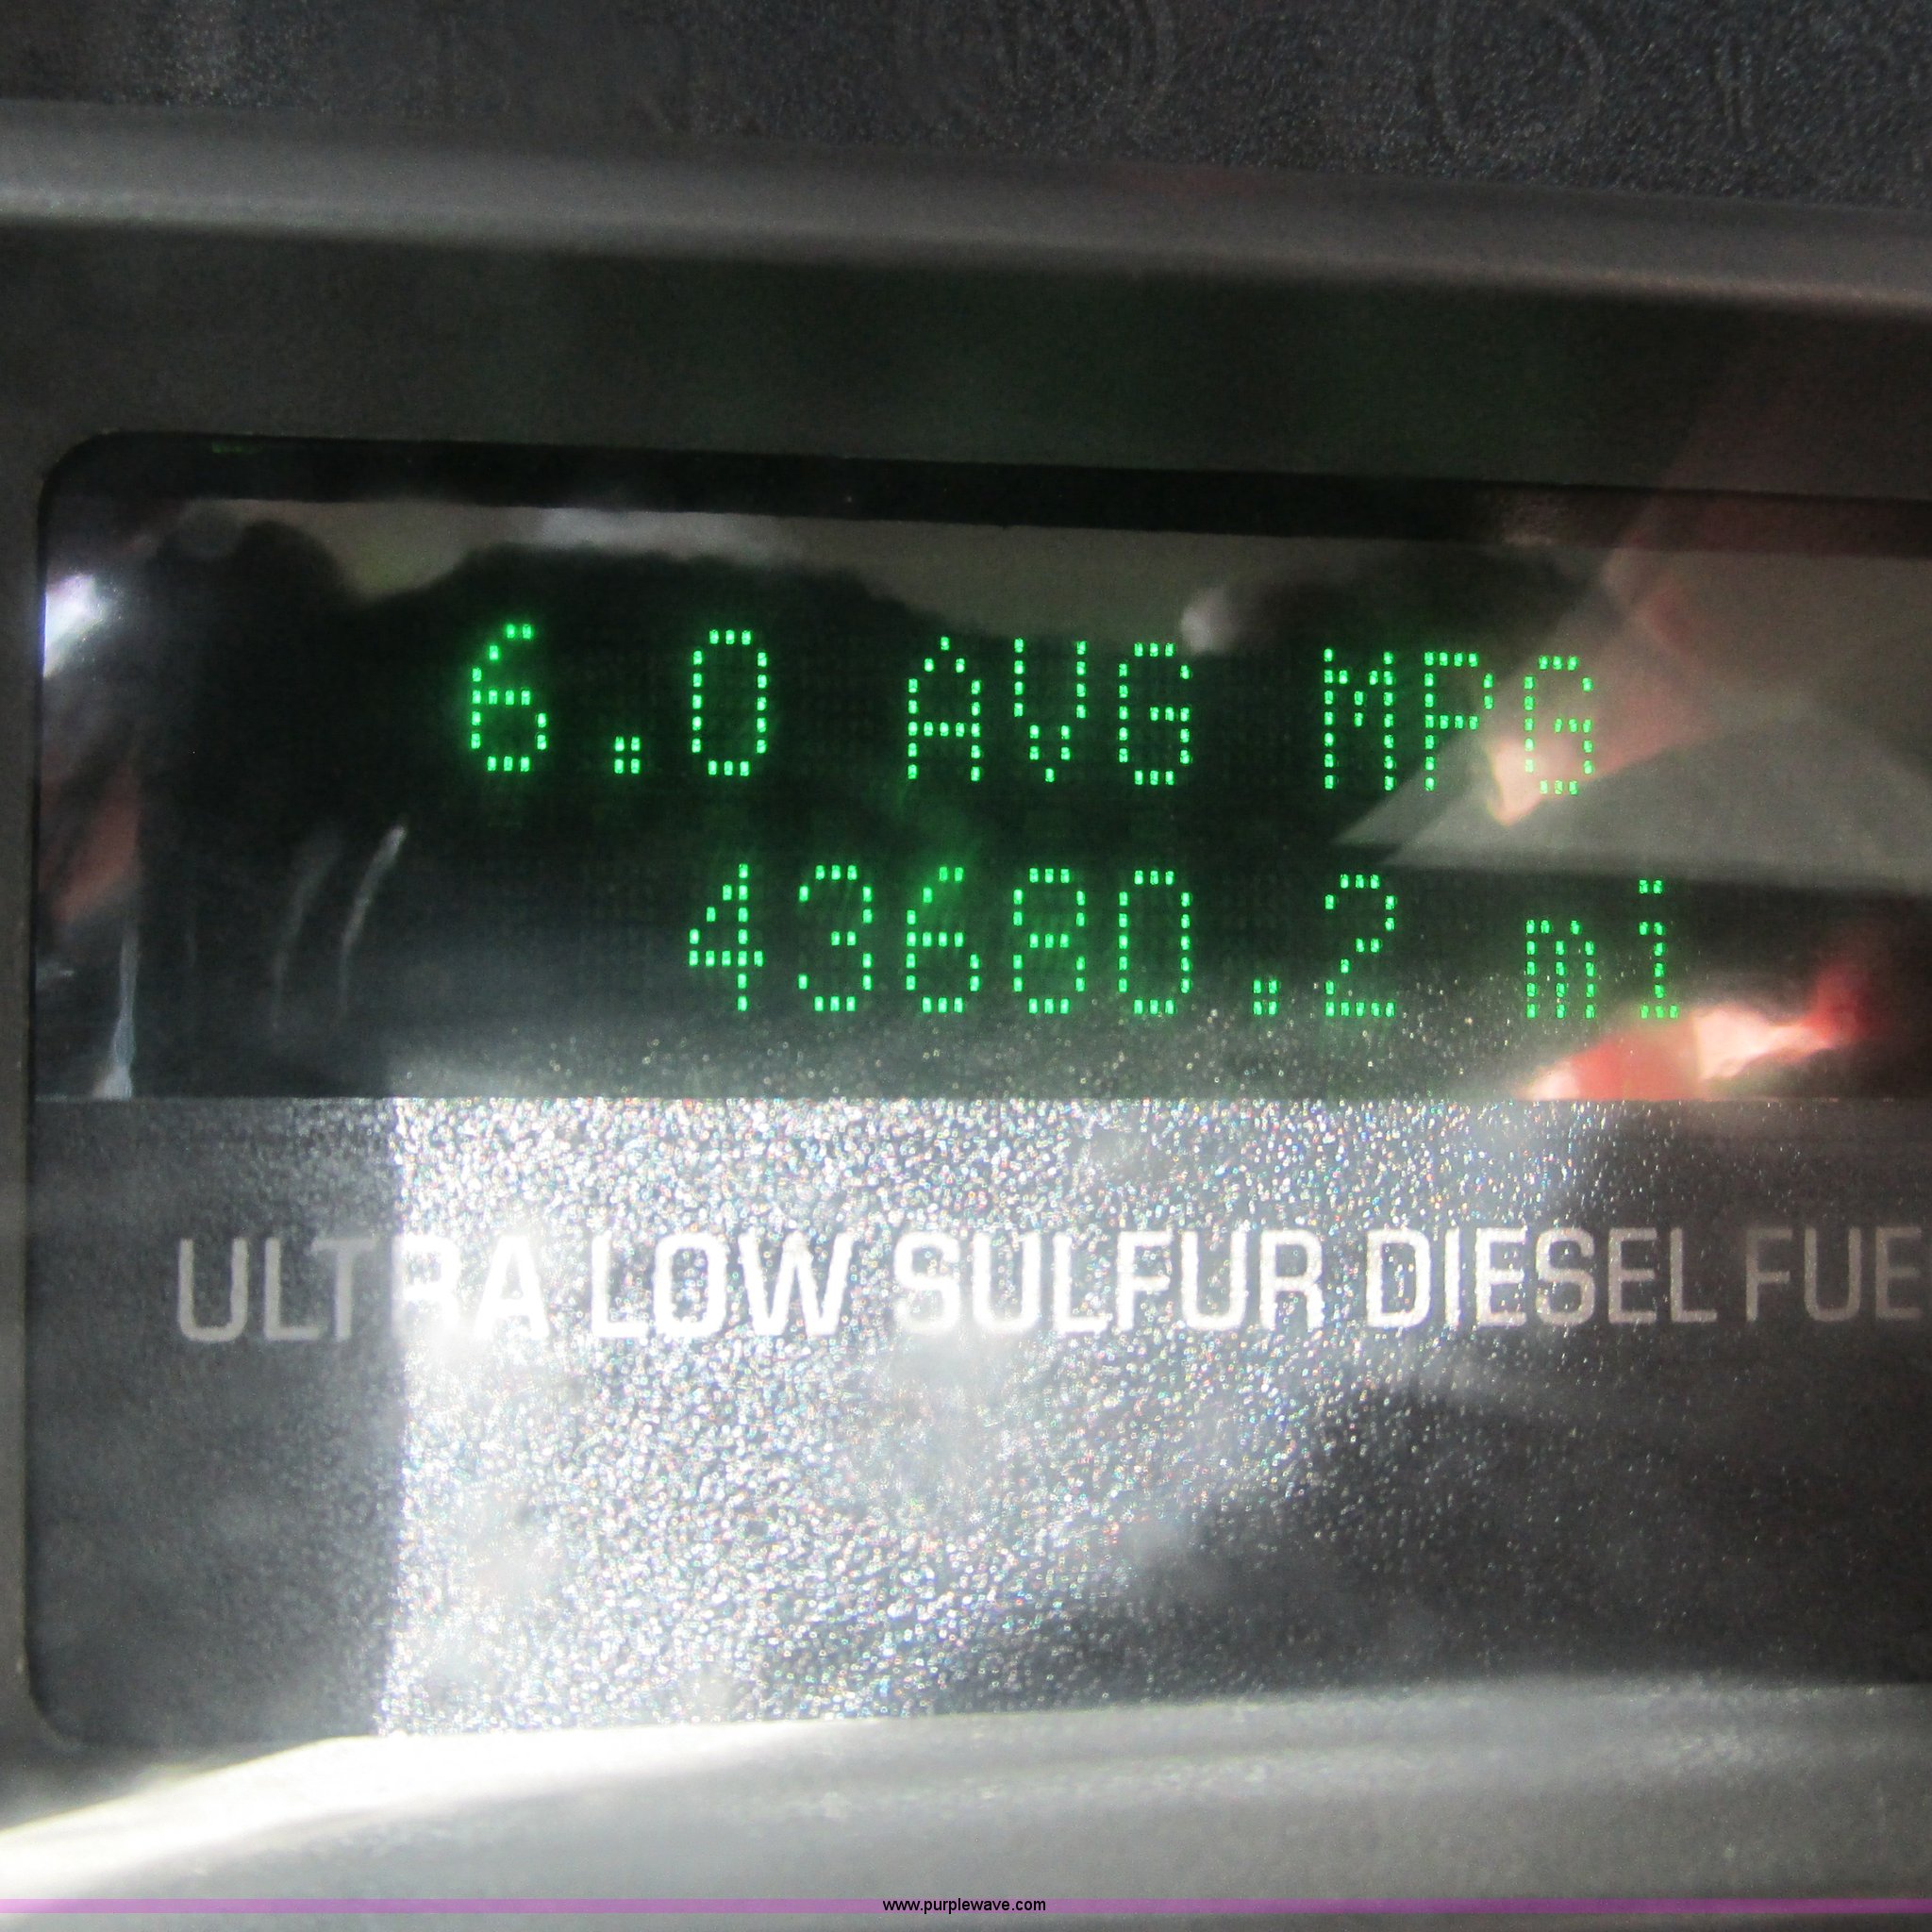 6.0 AVG MPG
43680.2 mi
ULTRA LOW SULFUR DIESEL FUE
www.purplewave.com